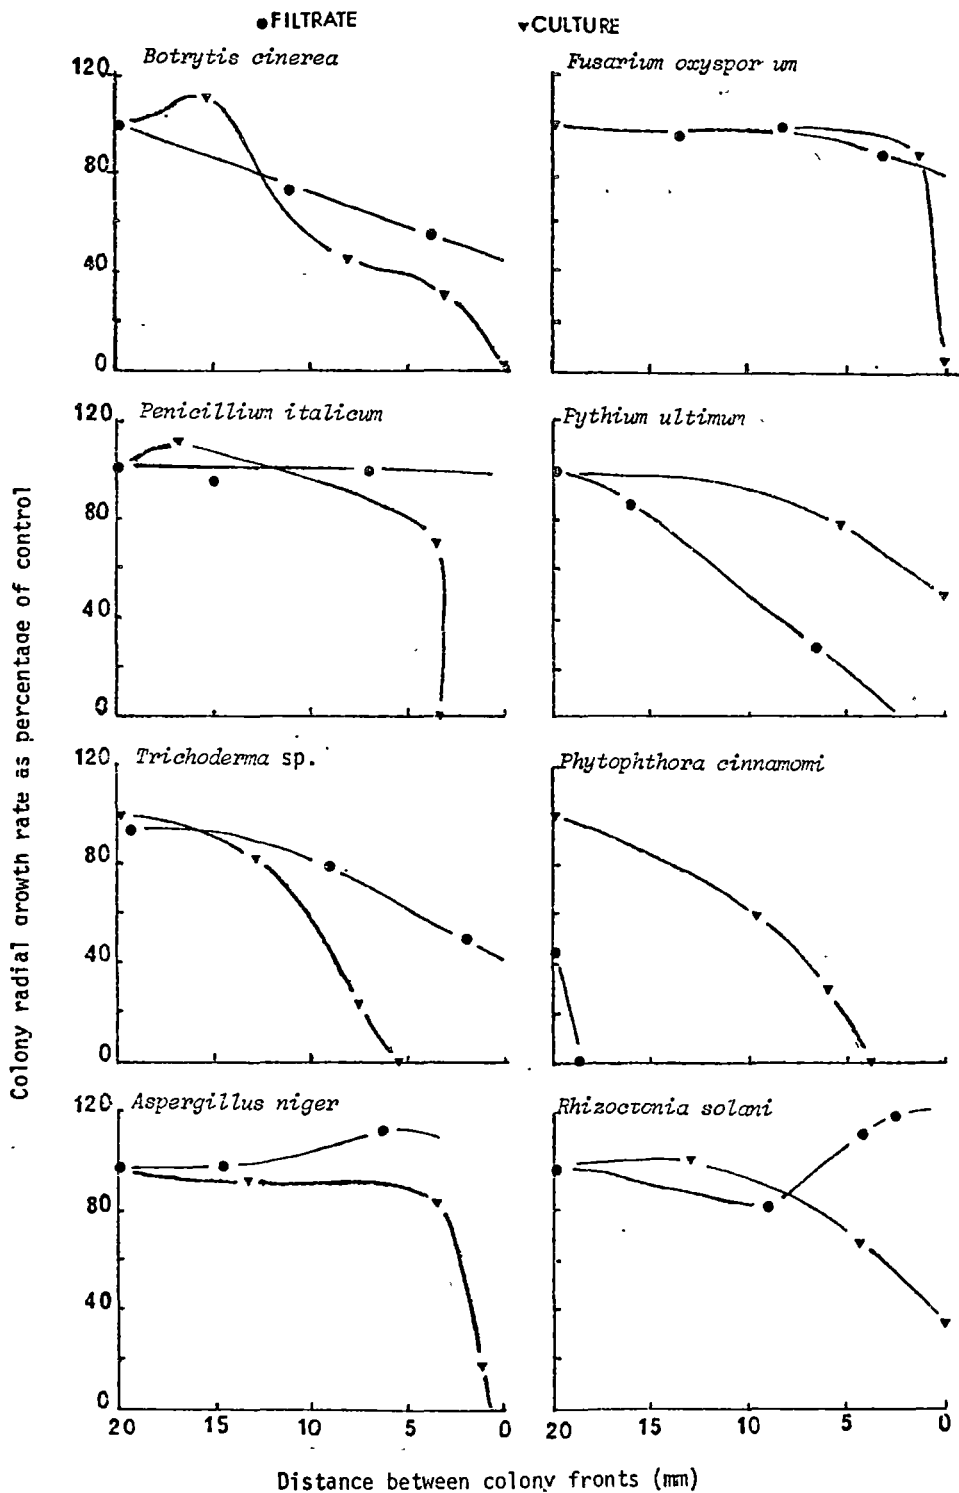 ●FILTRATE ▼CULTURE
Botrytis cinerea
Fusarium oxyspor um
120
80
40
0
Penicillium italicum
Pythium ultimum
120
80
40
0
Trichoderma sp.
Phytophthora cinnamomi
120
80
40
0
Aspergillus niger
Rhizoctonia solani
120
80
40
0
20 15 10 5 0
20 15 10 5 0
Colony radial growth rate as percentage of control
Distance between colony fronts (mm)